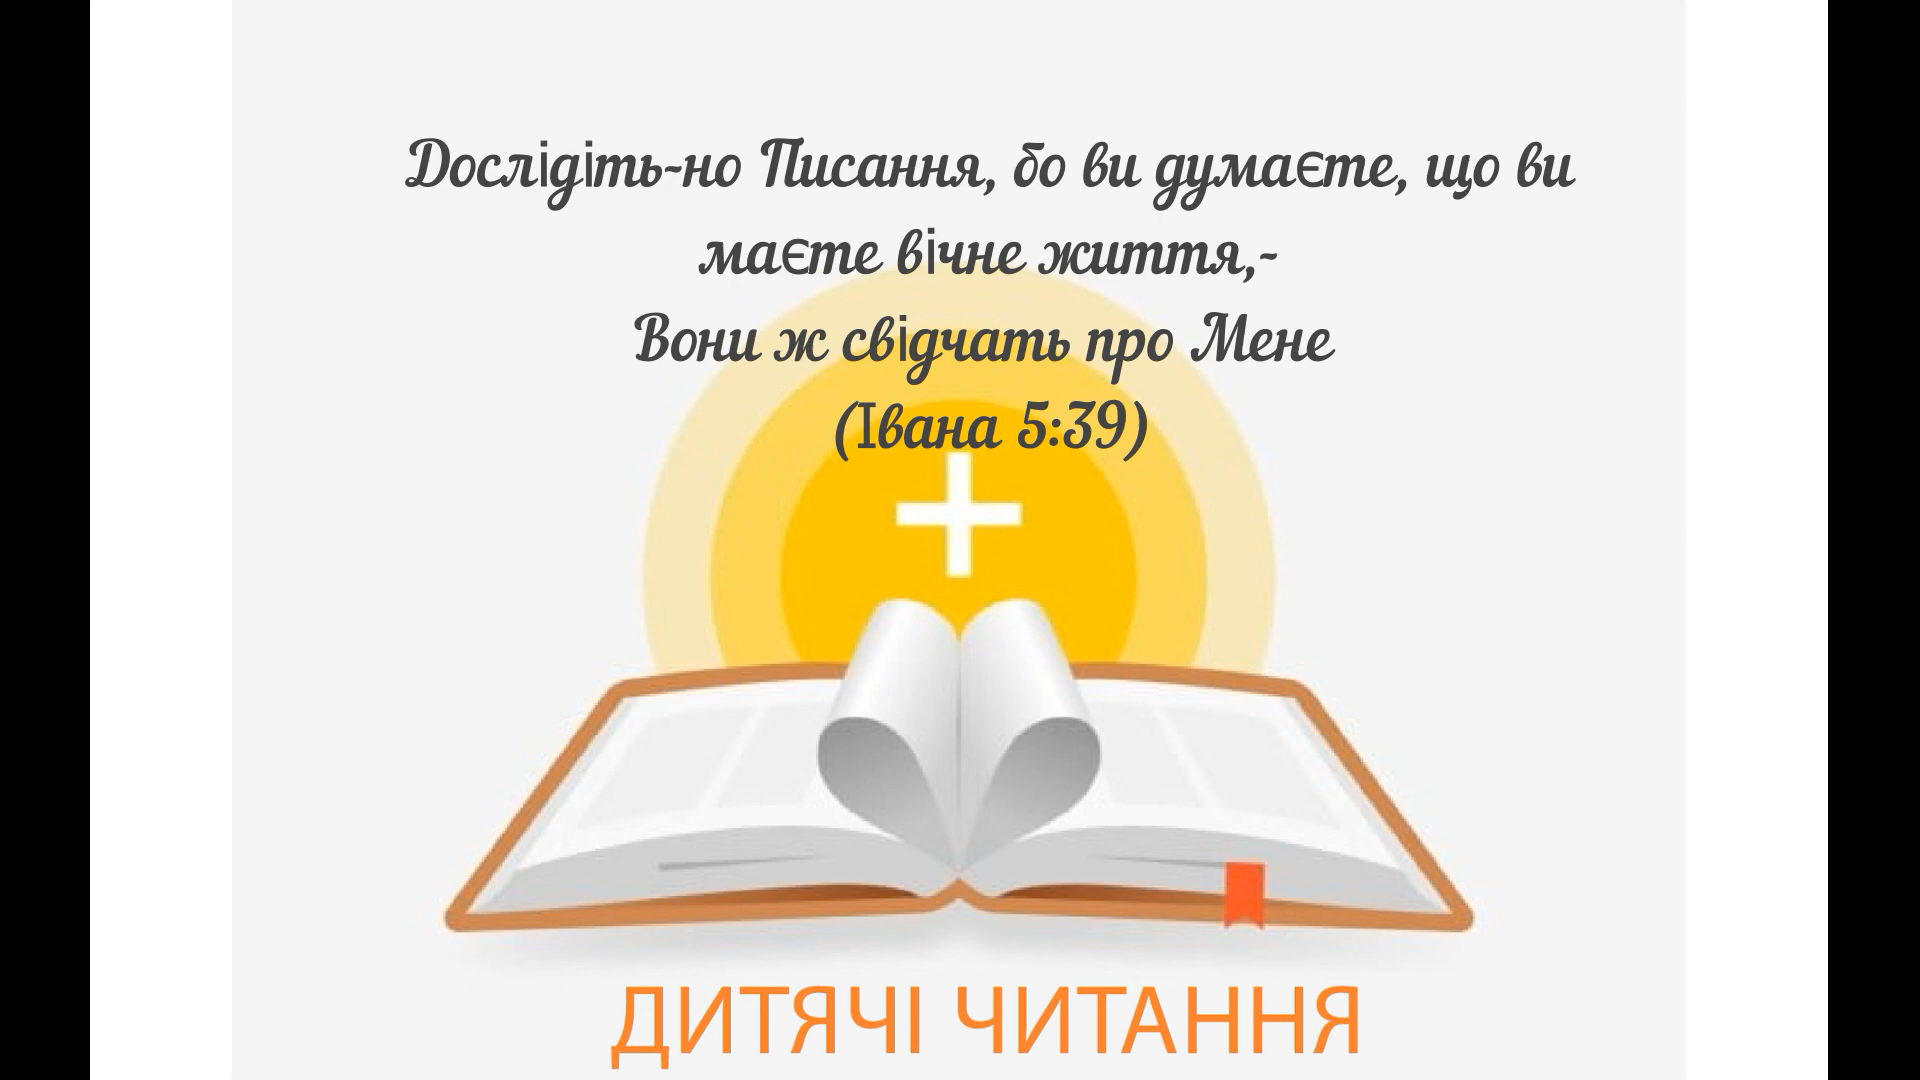 Дослідіть-но Писання, бо ви думаєте, що ви
маєте вічне життя,-
Вони ж свідчать про Мене
(Івана 5:39)
ДИТЯЧІ ЧИТАННЯ